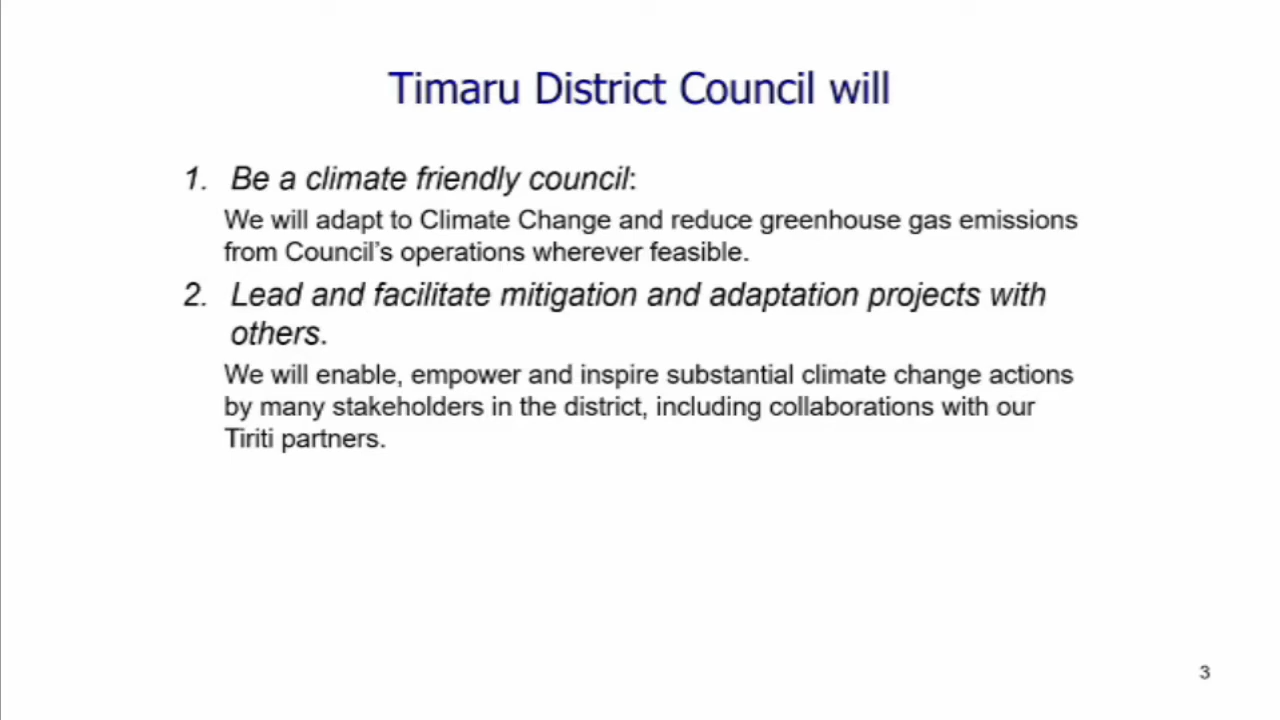 Timaru District Council will
1. Be a climate friendly council:
We will adapt to Climate Change and reduce greenhouse gas emissions
from Council's operations wherever feasible.
2. Lead and facilitate mitigation and adaptation projects with
others.
We will enable, empower and inspire substantial climate change actions
by many stakeholders in the district, including collaborations with our
Tiriti partners.
3